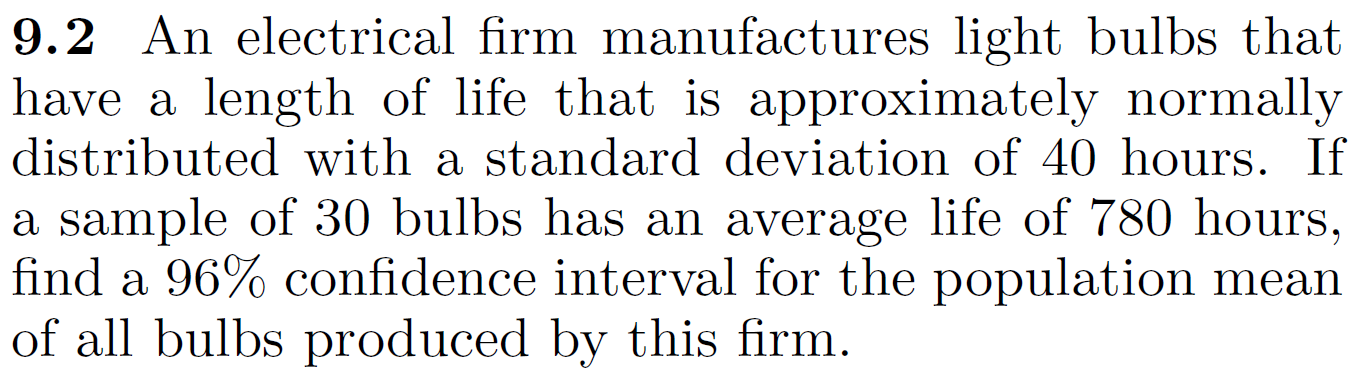 9.2 An electrical firm manufactures light bulbs that
have a length of life that is approximately normally
distributed with a standard deviation of 40 hours. If
a sample of 30 bulbs has an average life of 780 hours,
find a 96% confidence interval for the population mean
of all bulbs produced by this firm.